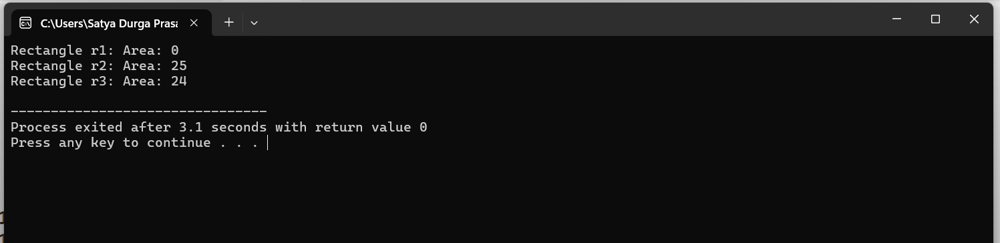 C:\Users\Satya Durga Prasa
Rectangle r1: Area: 0
Rectangle r2: Area: 25
Rectangle r3: Area: 24
--------------------------------
Process exited after 3.1 seconds with return value 0
Press any key to continue . . .